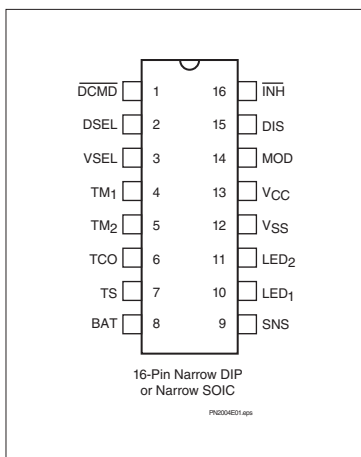 DCMD 1 16 INH
DSEL 2 15 DIS
VSEL 3 14 MOD
TM1 4 13 VCC
TM2 5 12 VSS
TCO 6 11 LED2
TS 7 10 LED1
BAT 8 9 SNS
16-Pin Narrow DIP
or Narrow SOIC
PN2004E01.eps